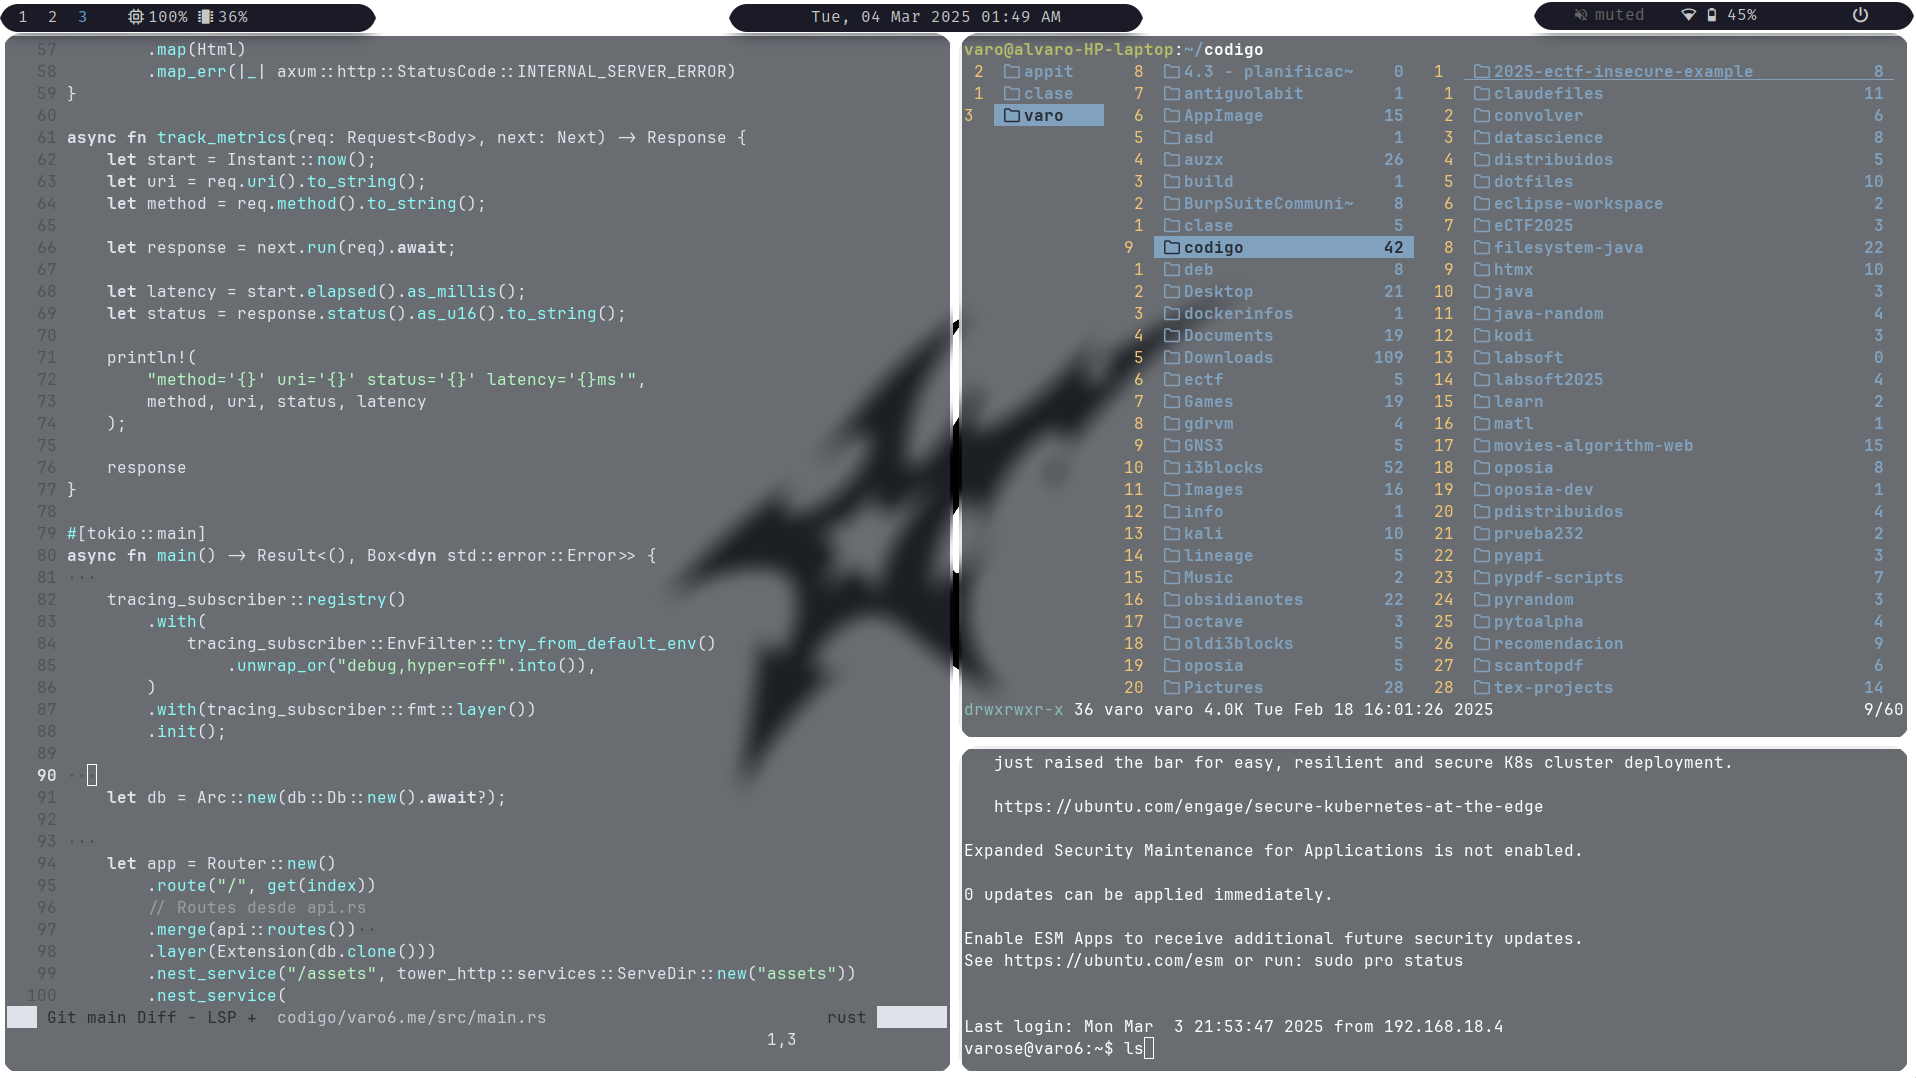 1 2 3 100% 36%
Tue, 04 Mar 2025 01:49 AM
muted 45%
57 .map(Html)
58 .map_err(|_| axum::http::StatusCode::INTERNAL_SERVER_ERROR)
59 }
60
61 async fn track_metrics(req: Request<Body>, next: Next) -> Response {
62 let start = Instant::now();
63 let uri = req.uri().to_string();
64 let method = req.method().to_string();
65
66 let response = next.run(req).await;
67
68 let latency = start.elapsed().as_millis();
69 let status = response.status().as_u16().to_string();
70
71 println!(
72 "method='{}' uri='{}' status='{}' latency='{}ms'",
73 method, uri, status, latency
74 );
75
76 response
77 }
78
79 #[tokio::main]
80 async fn main() -> Result<(), Box<dyn std::error::Error>> {
81 ···
82 tracing_subscriber::registry()
83 .with(
84 tracing_subscriber::EnvFilter::try_from_default_env()
85 .unwrap_or("debug,hyper=off".into()),
86 )
87 .with(tracing_subscriber::fmt::layer())
88 .init();
89
90 ··
91 let db = Arc::new(db::Db::new().await?);
92
93 ···
94 let app = Router::new()
95 .route("/", get(index))
96 // Routes desde api.rs
97 .merge(api::routes())··
98 .layer(Extension(db.clone()))
99 .nest_service("/assets", tower_http::services::ServeDir::new("assets"))
100 .nest_service(
Git main Diff - LSP + codigo/varo6.me/src/main.rs rust
1,3
varo@alvaro-HP-laptop:~/codigo
2 appit 8 4.3 - planificac~ 0 1 2025-ectf-insecure-example 8
1 clase 7 antiguolabit 1 1 claudefiles 11
3 varo 6 AppImage 15 2 convolver 6
5 asd 1 3 datascience 8
4 auzx 26 4 distribuidos 5
3 build 1 5 dotfiles 10
2 BurpSuiteCommuni~ 8 6 eclipse-workspace 2
1 clase 5 7 eCTF2025 3
9 codigo 42 8 filesystem-java 22
1 deb 8 9 htmx 10
2 Desktop 21 10 java 3
3 dockerinfos 1 11 java-random 4
4 Documents 19 12 kodi 3
5 Downloads 109 13 labsoft 0
6 ectf 5 14 labsoft2025 4
7 Games 19 15 learn 2
8 gdrvm 4 16 matl 1
9 GNS3 5 17 movies-algorithm-web 15
10 i3blocks 52 18 oposia 8
11 Images 16 19 oposia-dev 1
12 info 1 20 pdistribuidos 4
13 kali 10 21 prueba232 2
14 lineage 5 22 pyapi 3
15 Music 2 23 pypdf-scripts 7
16 obsidianotes 22 24 pyrandom 3
17 octave 3 25 pytoalpha 4
18 oldi3blocks 5 26 recomendacion 9
19 oposia 5 27 scantopdf 6
20 Pictures 28 28 tex-projects 14
drwxrwxr-x 36 varo varo 4.0K Tue Feb 18 16:01:26 2025 9/60
just raised the bar for easy, resilient and secure K8s cluster deployment.

https://ubuntu.com/engage/secure-kubernetes-at-the-edge

Expanded Security Maintenance for Applications is not enabled.

0 updates can be applied immediately.

Enable ESM Apps to receive additional future security updates.
See https://ubuntu.com/esm or run: sudo pro status

Last login: Mon Mar  3 21:53:47 2025 from 192.168.18.4
varose@varo6:~$ ls